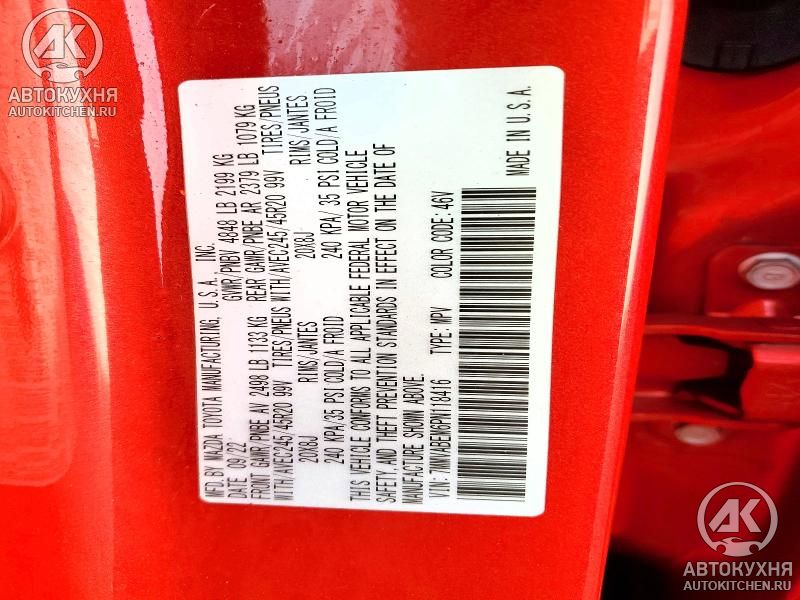 АК
АВТОКУХНЯ
AUTOKITCHEN.RU
MFD. BY MAZDA TOYOTA MANUFACTURING, U.S.A., INC.
DATE 09/22 GVWR/PNBV 4848 LB 2199 KG
FRONT GAWR/PNBE AV 2498 LB 1133 KG REAR GAWR/PNBE AR 2379 LB 1079 KG
WITH/AVEC245/45R20 99V TIRES/PNEUS WITH/AVEC245/45R20 99V TIRES/PNEUS
20X8J RIMS/JANTES 20X8J RIMS/JANTES
240 KPA/35 PSI COLD/A FROID 240 KPA/ 35 PSI COLD/A FROID
THIS VEHICLE CONFORMS TO ALL APPLICABLE FEDERAL MOTOR VEHICLE
SAFETY, AND THEFT PREVENTION STANDARDS IN EFFECT ON THE DATE OF
MANUFACTURE SHOWN ABOVE.
VIN: 7MMVABEM6PN118416 TYPE: MPV COLOR CODE: 46V
MADE IN U.S.A.
АК
АВТОКУХНЯ
AUTOKITCHEN.RU